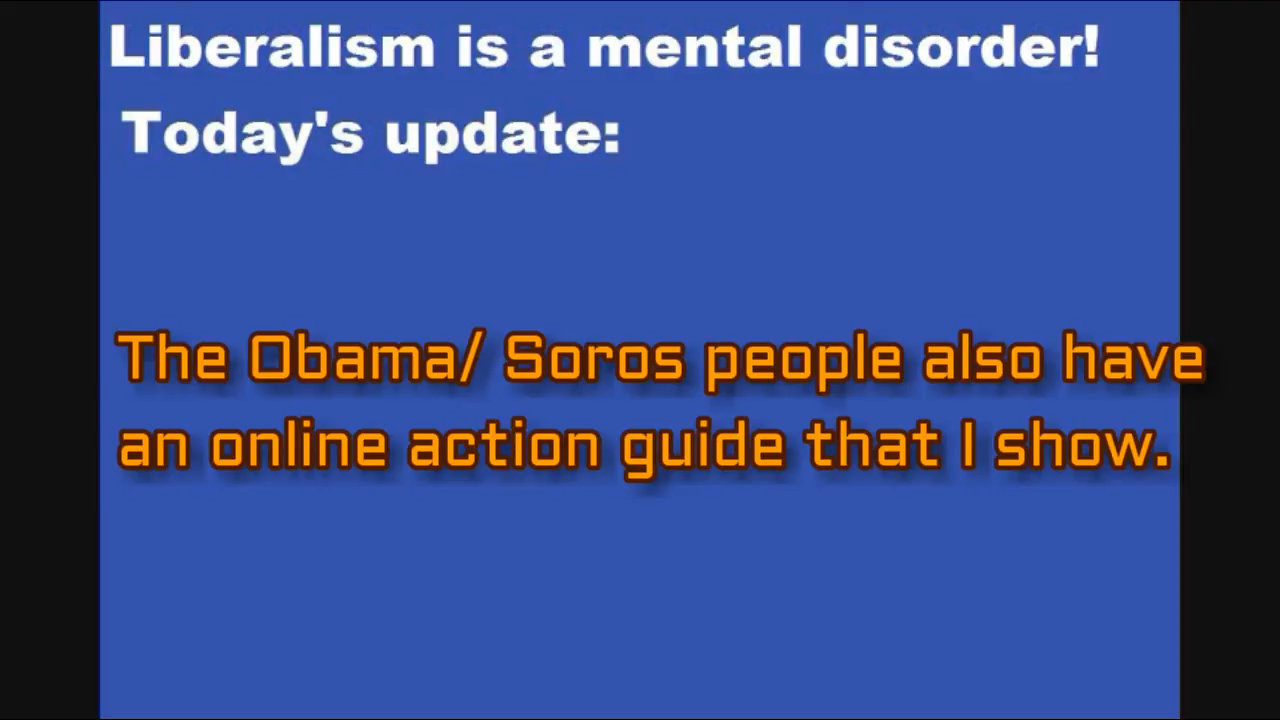 Liberalism is a mental disorder!
Today's update:
The Obama/ Soros people also have
an online action guide that I show.